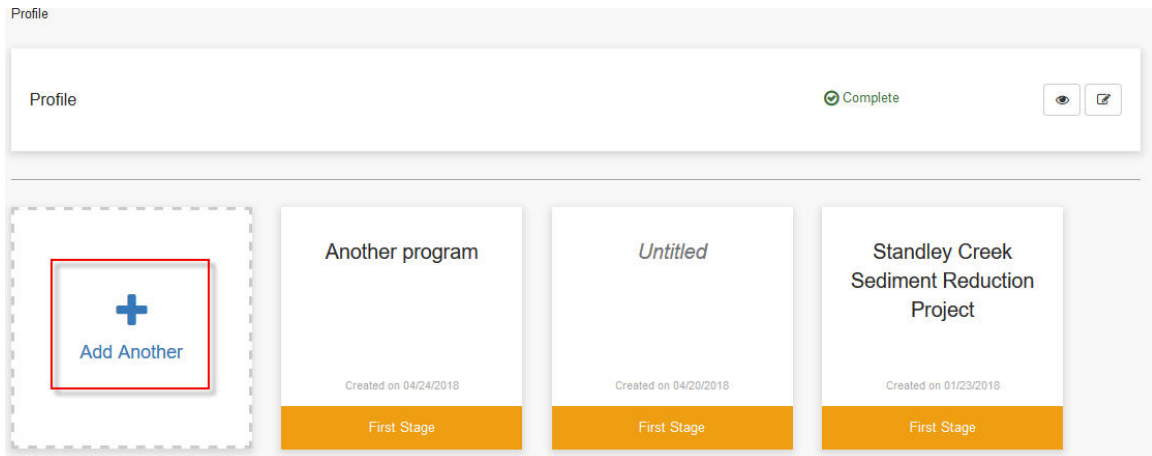 Profile
Profile
Complete
Add Another
Another program
Created on 04/24/2018
First Stage
Untitled
Created on 04/20/2018
First Stage
Standley Creek
Sediment Reduction
Project
Created on 01/23/2018
First Stage